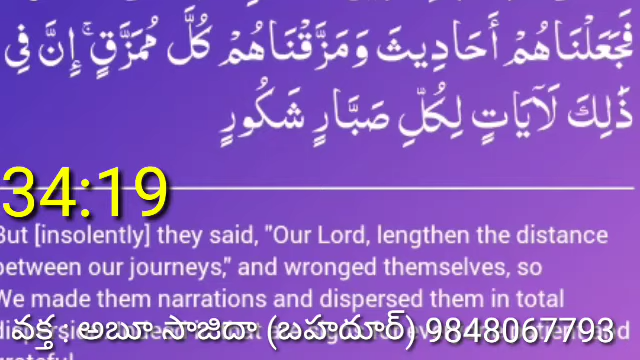 فَجَعَلْنَاهُمْ أَحَادِيثَ وَمَزَّقْنَاهُمْ كُلَّ مُمَزَّقٍ ۚ إِنَّ فِي
ذَٰلِكَ لَآيَاتٍ لِكُلِّ صَبَّارٍ شَكُورٍ
34:19
But [insolently] they said, "Our Lord, lengthen the distance
between our journeys," and wronged themselves, so
We made them narrations and dispersed them in total
వక్త : అబూ సాజిదా (బహదూర్) 9848067793